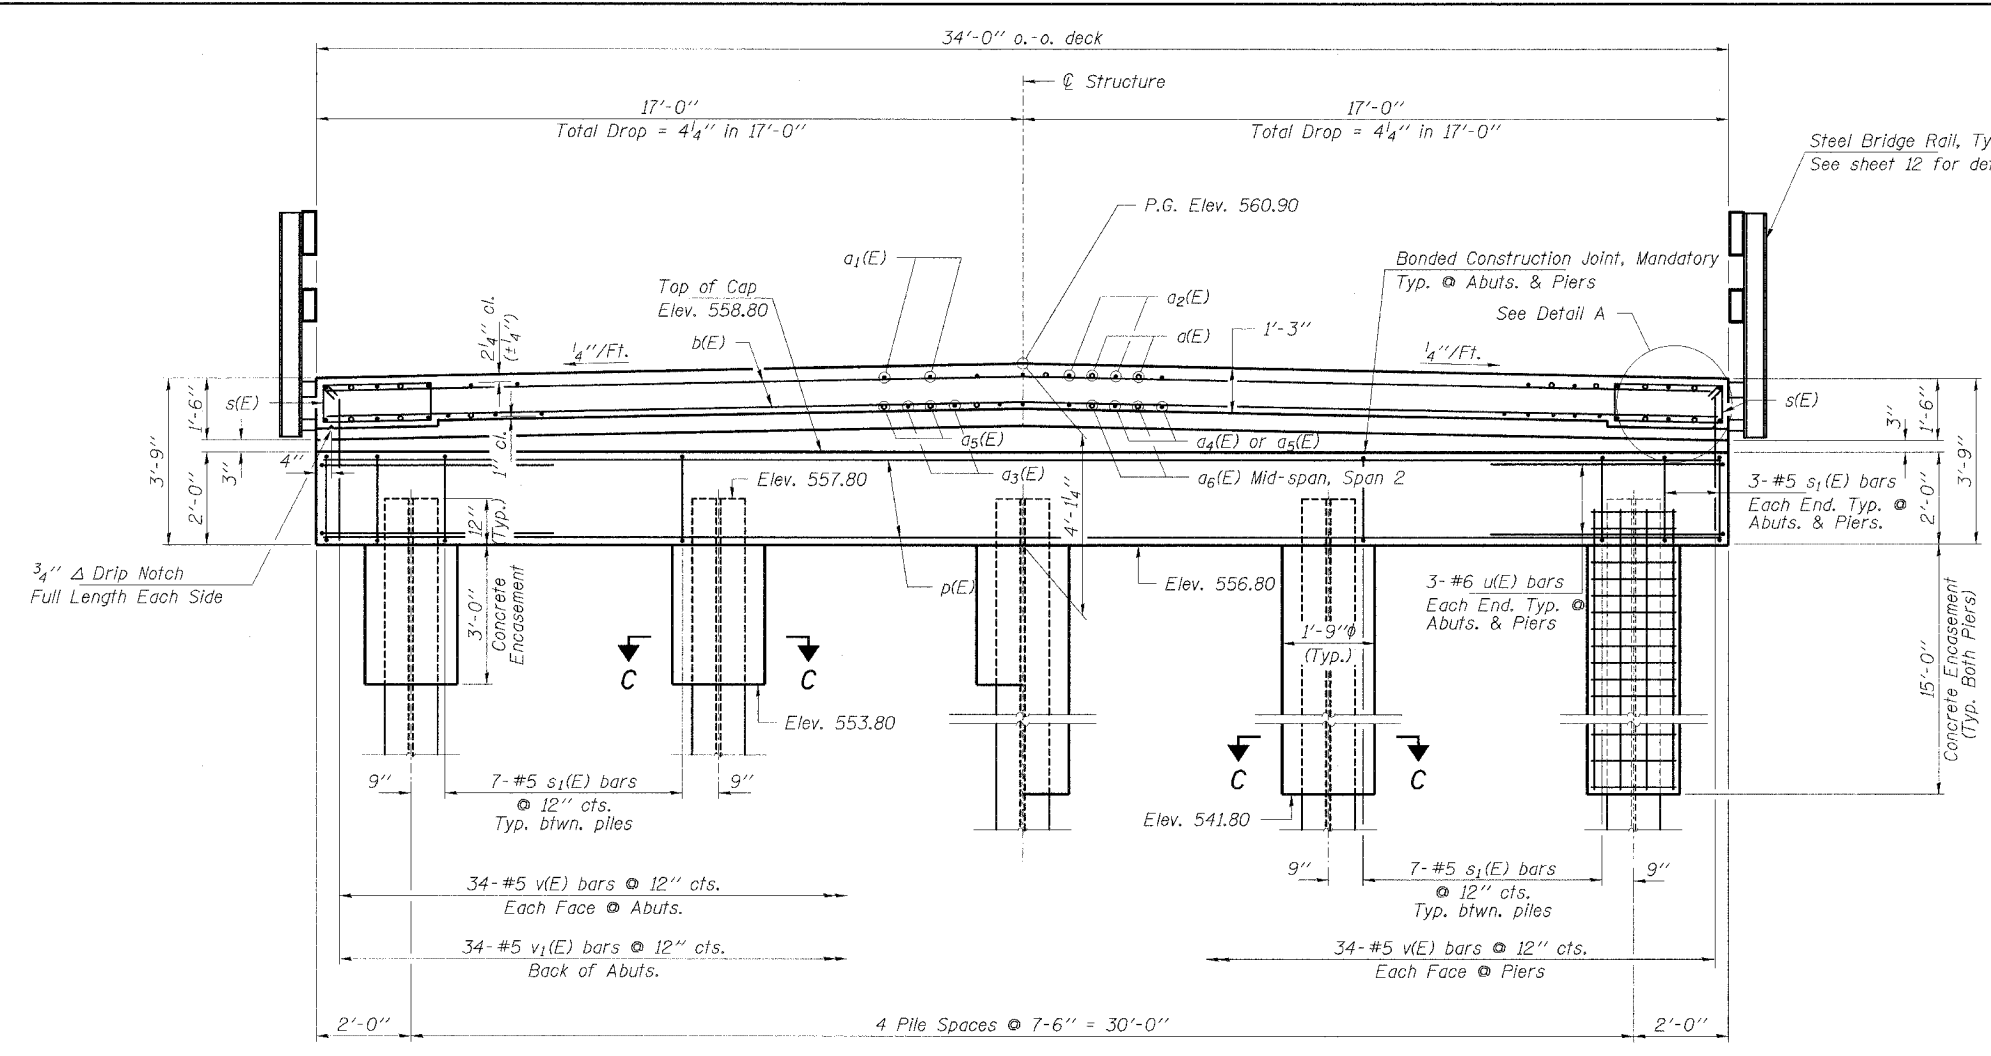 34'-0" o.-o. deck
℄ Structure
17'-0"
Total Drop = 4¼" in 17'-0"
17'-0"
Total Drop = 4¼" in 17'-0"
Steel Bridge Rail, Ty
See sheet 12 for det
P.G. Elev. 560.90
a₁(E)
Bonded Construction Joint, Mandatory
Typ. @ Abuts. & Piers
Top of Cap
Elev. 558.80
a₂(E)
See Detail A
2¼" cl.
(±¼")
b(E)
a(E)
1'-3"
¼"/Ft.
¼"/Ft.
s(E)
s(E)
1'-6"
3'-9"
3"
2'-0"
4"
1" cl.
a₅(E)
a₃(E)
a₄(E) or a₅(E)
a₆(E) Mid-span, Span 2
3"
1'-6"
3'-9"
2'-0"
3-#5 s₁(E) bars
Each End. Typ. @
Abuts. & Piers.
Elev. 557.80
12"
(Typ.)
4'-1¼"
¾" Δ Drip Notch
Full Length Each Side
3'-0"
Concrete
Encasement
p(E)
Elev. 556.80
3-#6 u(E) bars
Each End. Typ. @
Abuts. & Piers
1'-9"ϕ
(Typ.)
15'-0"
Concrete Encasement
(Typ. Both Piers)
C
C
Elev. 553.80
C
C
9"
7-#5 s₁(E) bars
@ 12" cts.
Typ. btwn. piles
9"
Elev. 541.80
9"
7-#5 s₁(E) bars
@ 12" cts.
Typ. btwn. piles
9"
34-#5 v(E) bars @ 12" cts.
Each Face @ Abuts.
34-#5 v₁(E) bars @ 12" cts.
Back of Abuts.
34-#5 v(E) bars @ 12" cts.
Each Face @ Piers
2'-0"
4 Pile Spaces @ 7-6" = 30'-0"
2'-0"